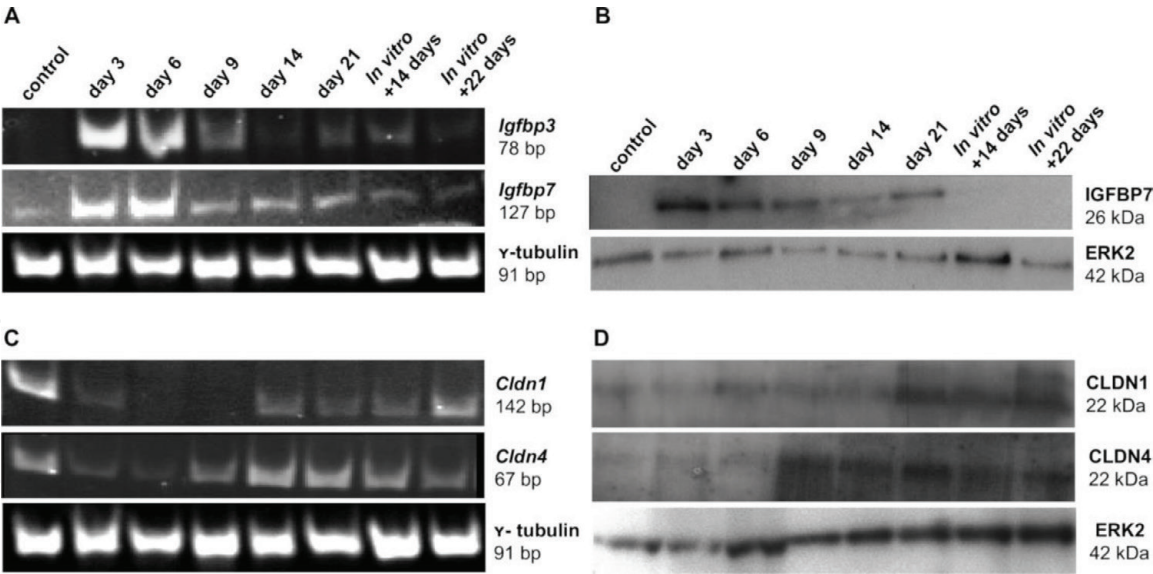 A
control
day 3
day 6
day 9
day 14
day 21
In vitro
+14 days
In vitro
+22 days
Igfbp3
78 bp
Igfbp7
127 bp
ɤ-tubulin
91 bp
B
control
day 3
day 6
day 9
day 14
day 21
In vitro
+14 days
In vitro
+22 days
IGFBP7
26 kDa
ERK2
42 kDa
C
Cldn1
142 bp
Cldn4
67 bp
ɤ- tubulin
91 bp
D
CLDN1
22 kDa
CLDN4
22 kDa
ERK2
42 kDa